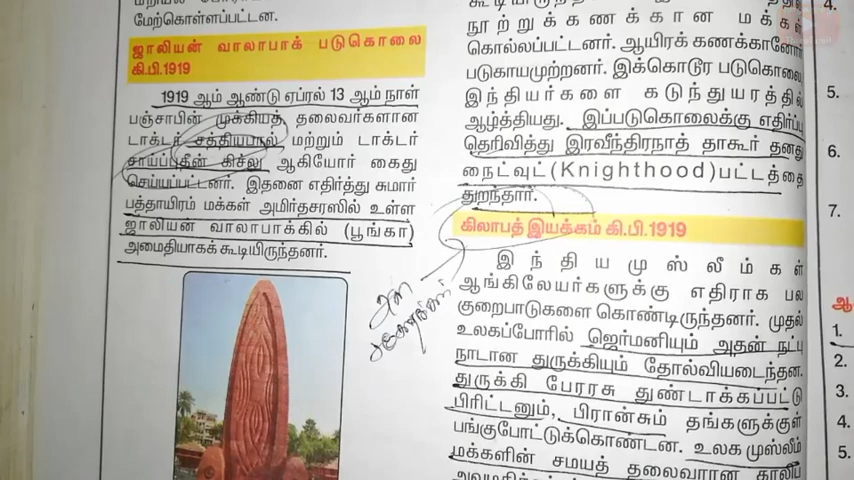 மேற்கொள்ளப்பட்டன.
ஜாலியன் வாலாபாக் படுகொலை
கி.பி.1919
1919 ஆம் ஆண்டு ஏப்ரல் 13 ஆம் நாள்
பஞ்சாபின் முக்கியத் தலைவர்களான
டாக்டர் சத்தியபால் மற்றும் டாக்டர்
சாய்ப்புதீன் கிச்லு ஆகியோர் கைது
செய்யப்பட்டனர். இதனை எதிர்த்து சுமார்
பத்தாயிரம் மக்கள் அமிர்தசரஸில் உள்ள
ஜாலியன் வாலாபாக்கில் (பூங்கா)
அமைதியாகக் கூடியிருந்தனர்.
நூற்றுக்கணக்கான மக்கள்
கொல்லப்பட்டனர். ஆயிரக் கணக்கானோர்
படுகாயமுற்றனர். இக்கொடூர படுகொலை
இந்தியர்களை கடுந்துயரத்தில்
ஆழ்த்தியது. இப்படுகொலைக்கு எதிர்ப்பு
தெரிவித்து இரவீந்திரநாத் தாகூர் தனது
நைட்வுட் (Knighthood) பட்டத்தை
துறந்தார்.
கிலாபத் இயக்கம் கி.பி.1919
இந்திய முஸ்லீம்கள்
ஆங்கிலேயர்களுக்கு எதிராக பல
குறைபாடுகளை கொண்டிருந்தனர். முதல்
உலகப்போரில் ஜெர்மனியும் அதன் நட்பு
நாடான துருக்கியும் தோல்வியடைந்தன.
துருக்கி பேரரசு துண்டாக்கப்பட்டு
பிரிட்டனும், பிரான்சும் தங்களுக்குள்
பங்குபோட்டுக்கொண்டன. உலக முஸ்லீம்
மக்களின் சமயத் தலைவரான காலிப்
4.
5.
6.
7.
1.
2.
3.
4.
5.